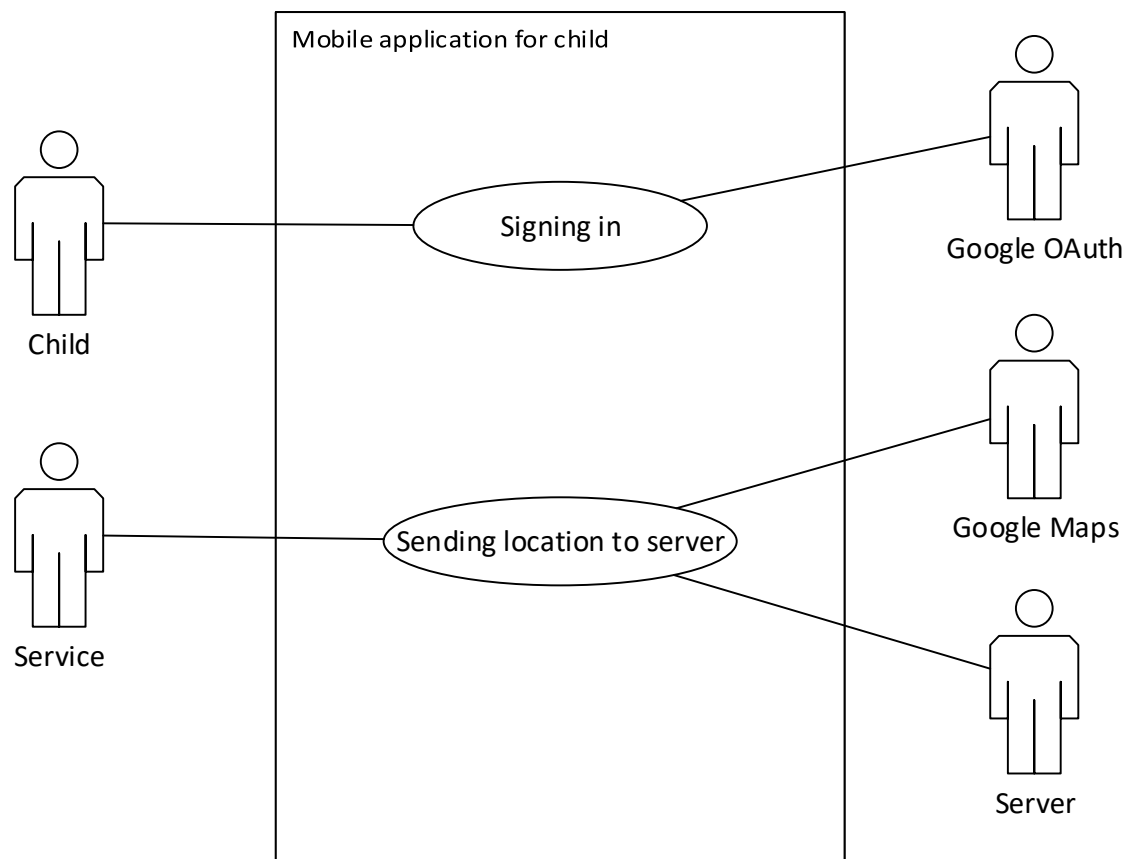 Mobile application for child
Signing in
Google OAuth
Child
Google Maps
Sending location to server
Service
Server